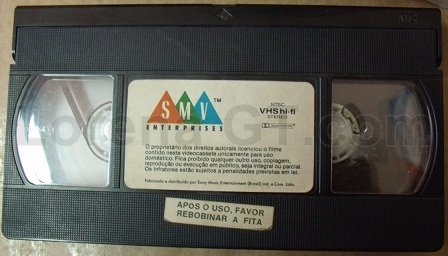 SMV
TM
ENTERPRISES
NTSC
VHS hi-fi
STEREO
O proprietário dos direitos autorais licenciou o filme
contido neste videocassete unicamente para uso
doméstico. Fica proibido qualquer outro uso, copiagem,
reprodução ou execução em público, seja integral ou parcial.
Os infratores estão sujeitos a penalidades previstas em lei.
Fabricado e distribuído por Sony Music Entertainment (Brasil) Ind. e Com. Ltda.
APÓS O USO, FAVOR
REBOBINAR A FITA